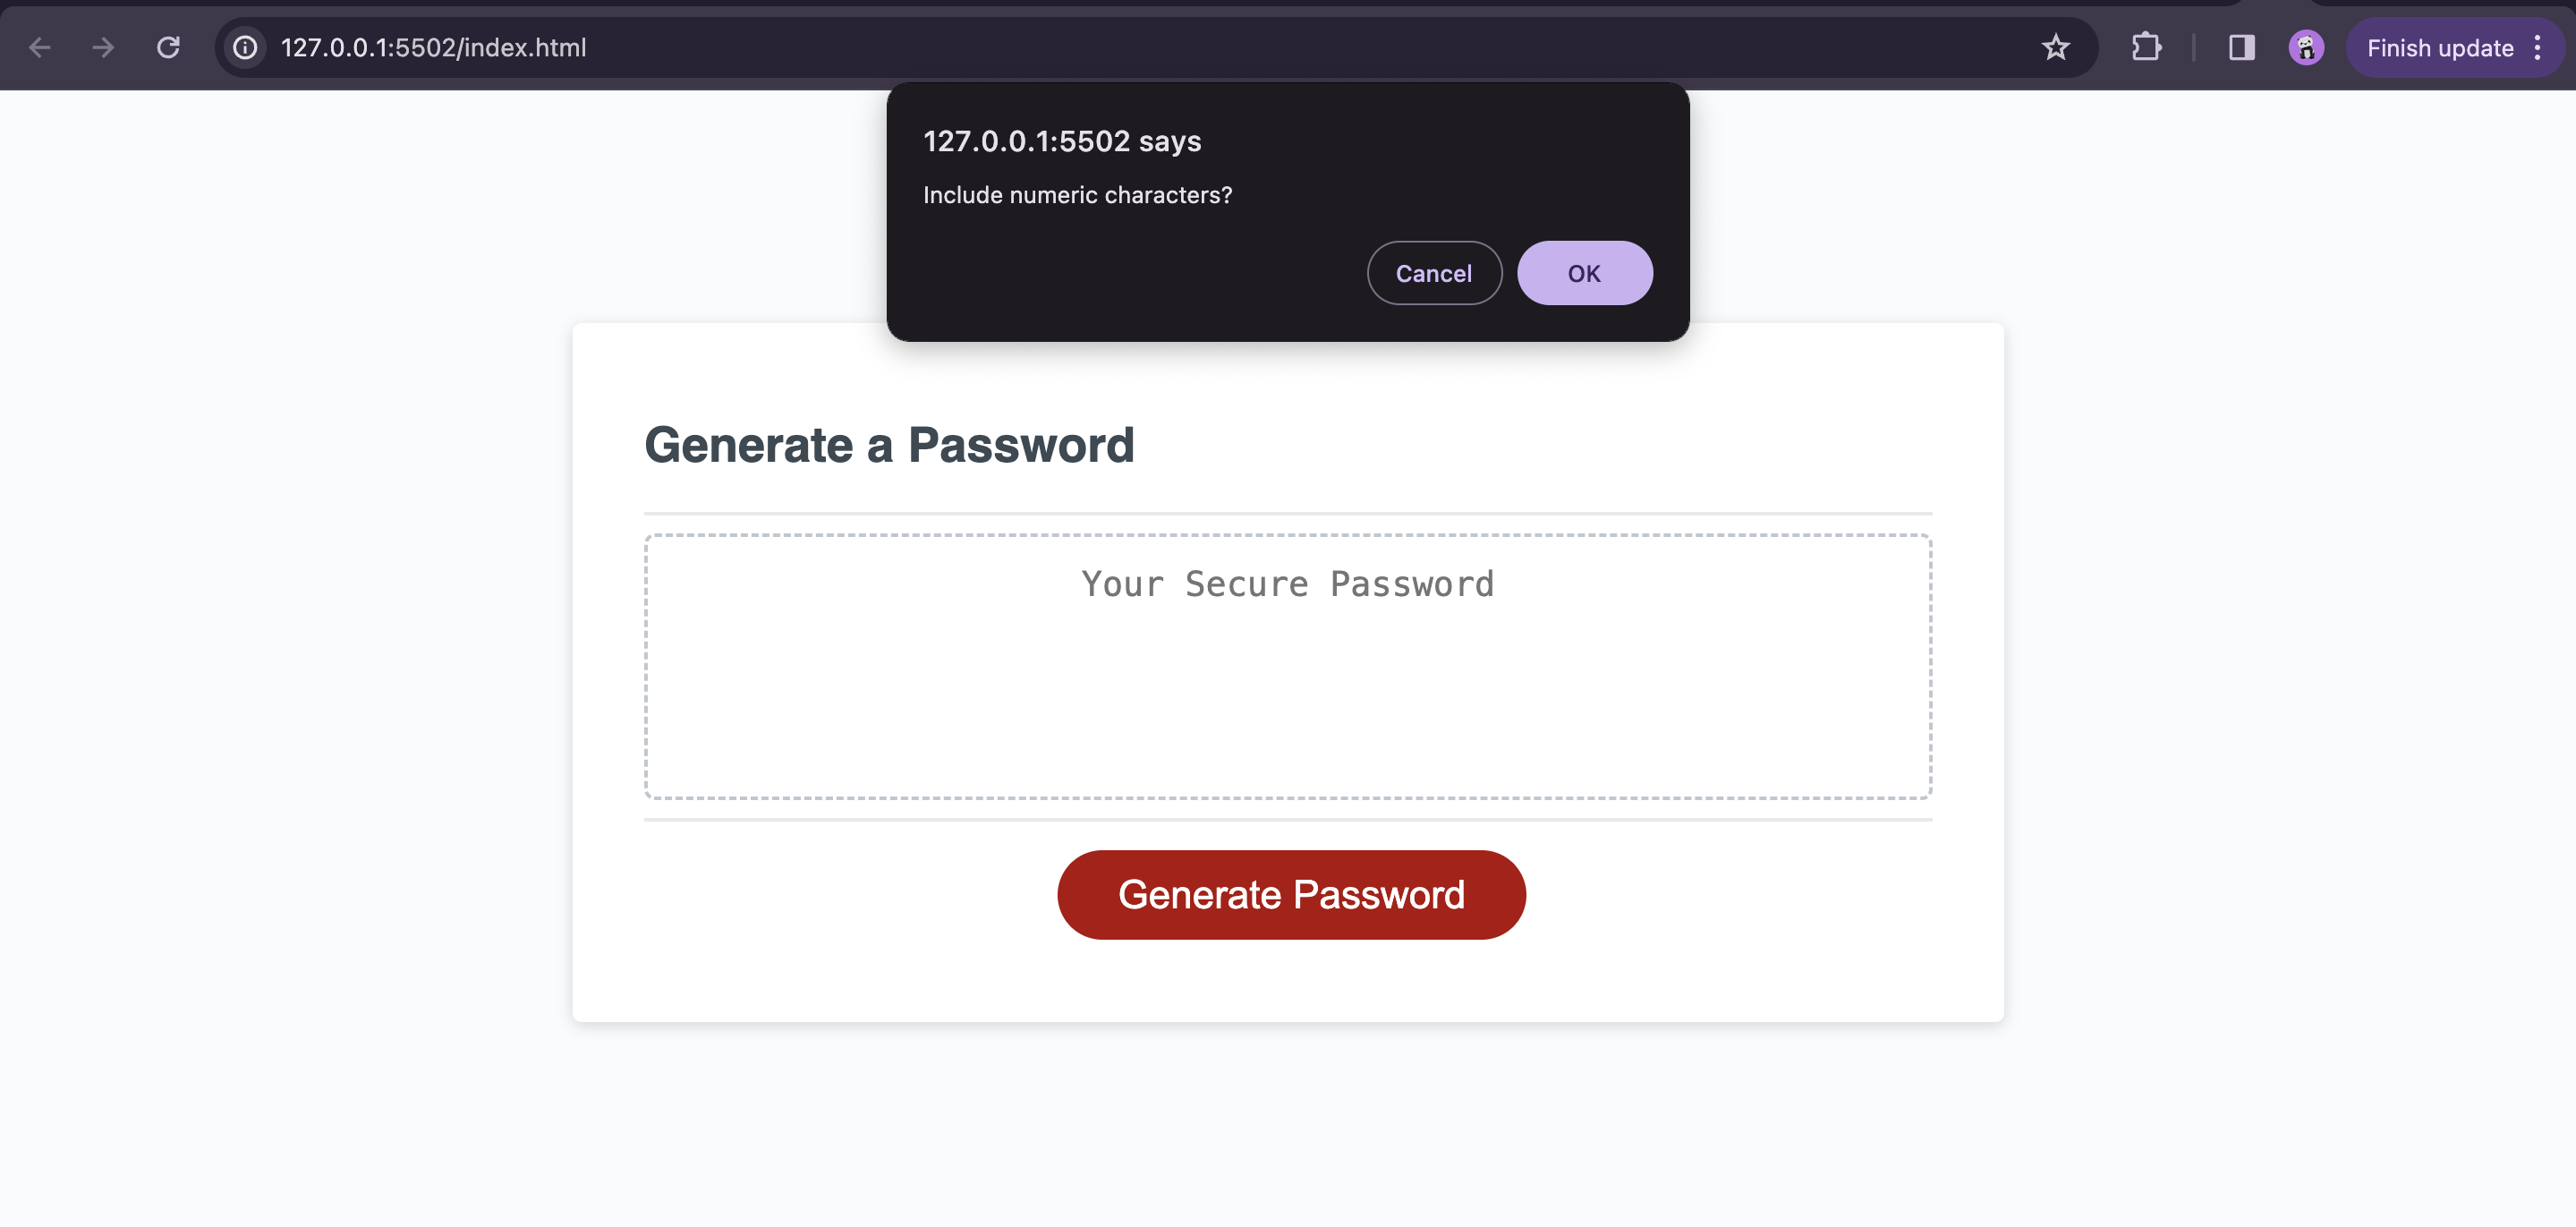 127.0.0.1:5502/index.html
Finish update
127.0.0.1:5502 says
Include numeric characters?
Cancel
OK
Generate a Password
Your Secure Password
Generate Password